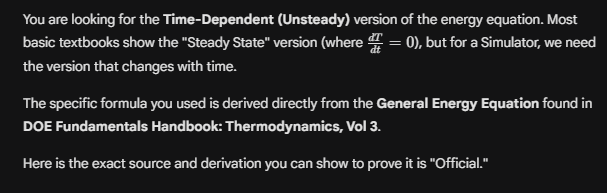 You are looking for the Time-Dependent (Unsteady) version of the energy equation. Most
basic textbooks show the "Steady State" version (where dT/dt = 0), but for a Simulator, we need
the version that changes with time.
The specific formula you used is derived directly from the General Energy Equation found in
DOE Fundamentals Handbook: Thermodynamics, Vol 3.
Here is the exact source and derivation you can show to prove it is "Official."